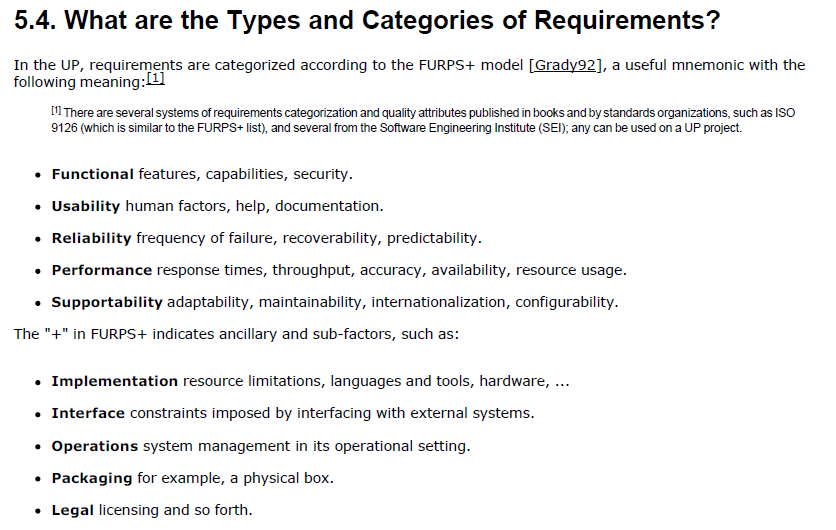 5.4. What are the Types and Categories of Requirements?
In the UP, requirements are categorized according to the FURPS+ model [Grady92], a useful mnemonic with the
following meaning:[1]
[1] There are several systems of requirements categorization and quality attributes published in books and by standards organizations, such as ISO
9126 (which is similar to the FURPS+ list), and several from the Software Engineering Institute (SEI); any can be used on a UP project.
• Functional features, capabilities, security.
• Usability human factors, help, documentation.
• Reliability frequency of failure, recoverability, predictability.
• Performance response times, throughput, accuracy, availability, resource usage.
• Supportability adaptability, maintainability, internationalization, configurability.
The "+" in FURPS+ indicates ancillary and sub-factors, such as:
• Implementation resource limitations, languages and tools, hardware, ...
• Interface constraints imposed by interfacing with external systems.
• Operations system management in its operational setting.
• Packaging for example, a physical box.
• Legal licensing and so forth.